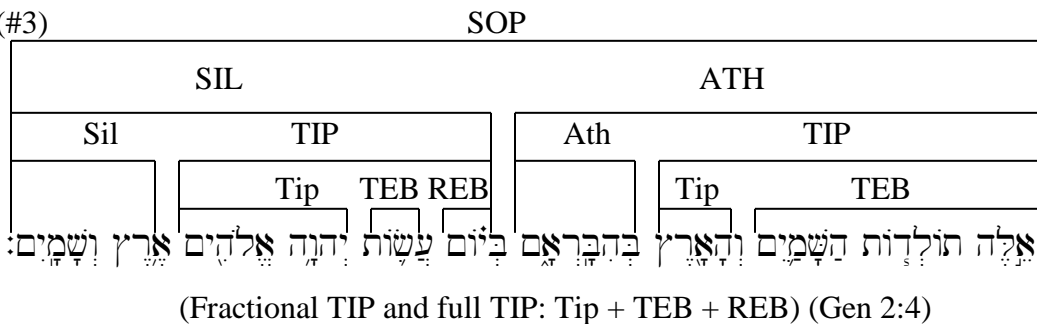 (#3) SOP
SIL ATH
Sil TIP Ath TIP
Tip TEB REB Tip TEB
אֵ֣לֶּה תוֹלְד֧וֹת הַשָּׁמַ֛יִם וְהָאָ֖רֶץ בְּהִבָּֽרְאָ֑ם בְּי֗וֹם עֲשׂ֛וֹת יְהוָ֥ה אֱלֹהִ֖ים אֶ֥רֶץ וְשָׁמָֽיִם׃
(Fractional TIP and full TIP: Tip + TEB + REB) (Gen 2:4)